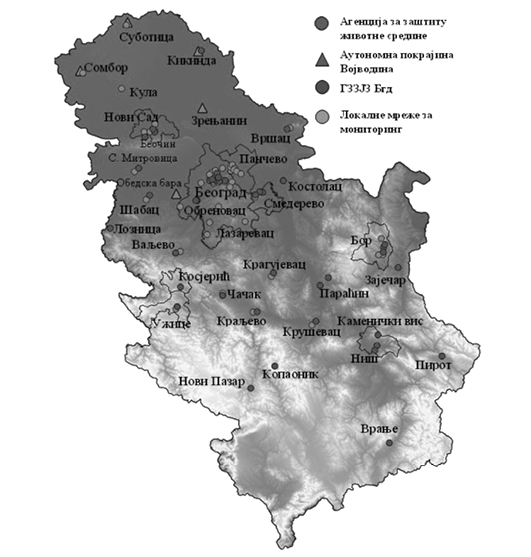 Агенција за заштиту
животне средине
Аутономна покрајина
Војводина
ГЗЗЈЗ Бгд
Локалне мреже за
мониторинг
Суботица
Кикинда
Сомбор
Кула
Нови Сад
Зрењанин
Беочин
Вршац
С. Митровица
Панчево
Обедска бара
Београд
Костолац
Смедерево
Шабац
Обреновац
Лозница
Лазаревац
Бор
Ваљево
Крагујевац
Зајечар
Косјерић
Параћин
Чачак
Ужице
Краљево
Каменички вис
Крушевац
Ниш
Пирот
Копаоник
Нови Пазар
Врање